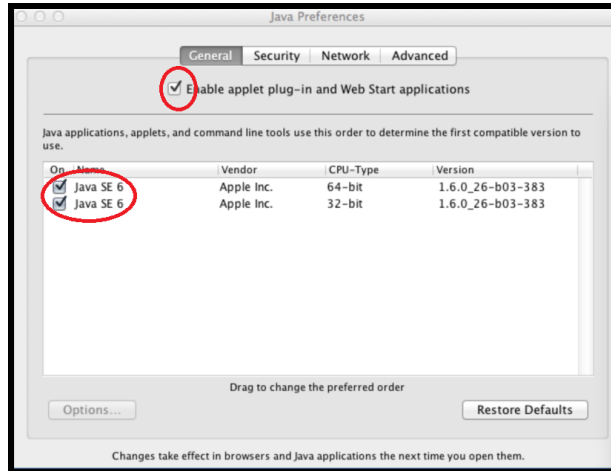 Java Preferences
General Security Network Advanced
Enable applet plug-in and Web Start applications
Java applications, applets, and command line tools use this order to determine the first compatible version to
use.
On Name Vendor CPU-Type Version
Java SE 6 Apple Inc. 64-bit 1.6.0_26-b03-383
Java SE 6 Apple Inc. 32-bit 1.6.0_26-b03-383
Drag to change the preferred order
Options... Restore Defaults
Changes take effect in browsers and Java applications the next time you open them.